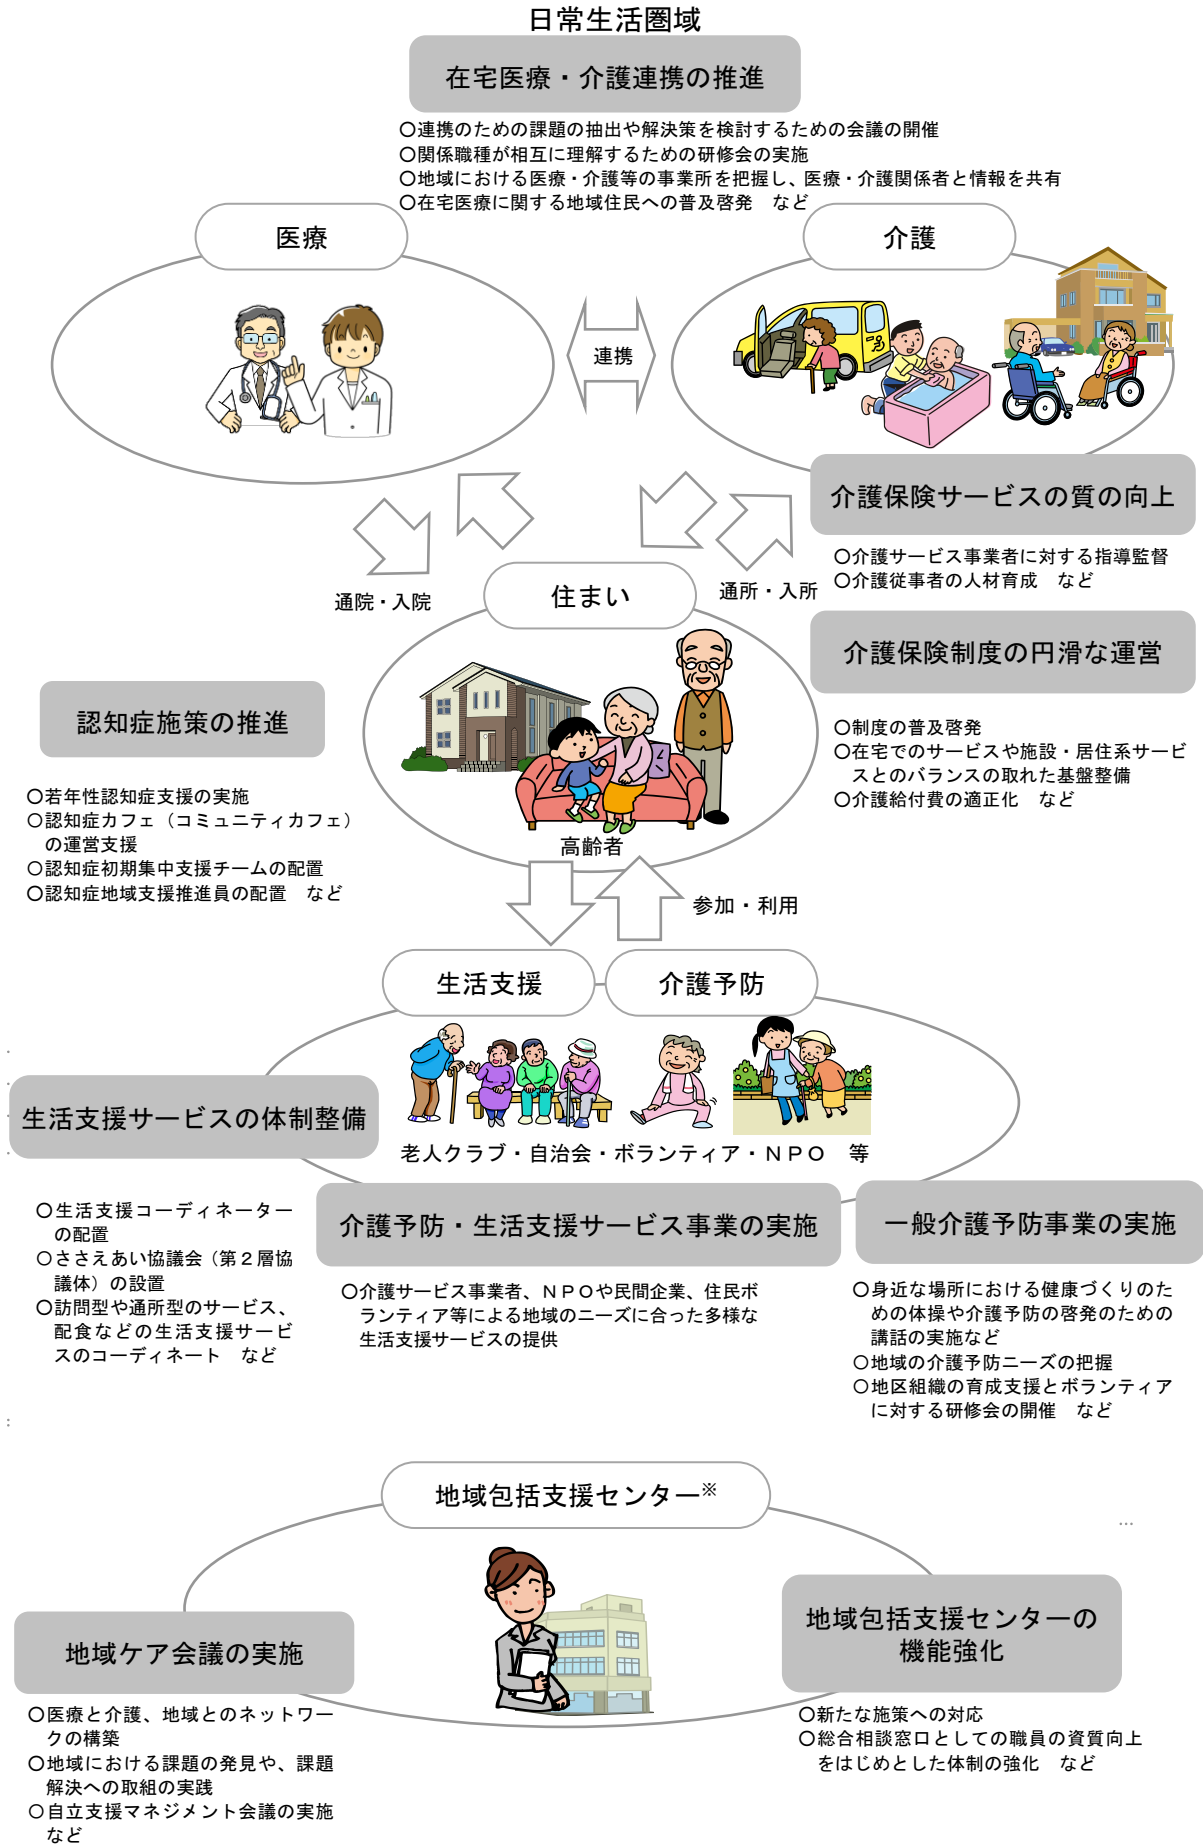 日常生活圏域
在宅医療・介護連携の推進
〇連携のための課題の抽出や解決策を検討するための会議の開催
〇関係職種が相互に理解するための研修会の実施
〇地域における医療・介護等の事業所を把握し、医療・介護関係者と情報を共有
〇在宅医療に関する地域住民への普及啓発　など
医療
介護
連携
介護保険サービスの質の向上
〇介護サービス事業者に対する指導監督
〇介護従事者の人材育成　など
通院・入院
住まい
通所・入所
介護保険制度の円滑な運営
〇制度の普及啓発
〇在宅でのサービスや施設・居住系サービ
スとのバランスの取れた基盤整備
〇介護給付費の適正化　など
認知症施策の推進
〇若年性認知症支援の実施
〇認知症カフェ（コミュニティカフェ）
の運営支援
〇認知症初期集中支援チームの配置
〇認知症地域支援推進員の配置　など
高齢者
参加・利用
生活支援
介護予防
老人クラブ・自治会・ボランティア・ＮＰＯ　等
生活支援サービスの体制整備
〇生活支援コーディネーター
の配置
〇ささえあい協議会（第２層協
議体）の設置
〇訪問型や通所型のサービス、
配食などの生活支援サービ
スのコーディネート　など
介護予防・生活支援サービス事業の実施
〇介護サービス事業者、ＮＰＯや民間企業、住民ボ
ランティア等による地域のニーズに合った多様な
生活支援サービスの提供
一般介護予防事業の実施
〇身近な場所における健康づくりのた
めの体操や介護予防の啓発のための
講話の実施など
〇地域の介護予防ニーズの把握
〇地区組織の育成支援とボランティア
に対する研修会の開催　など
地域包括支援センター※
地域ケア会議の実施
〇医療と介護、地域とのネットワー
クの構築
〇地域における課題の発見や、課題
解決への取組の実践
〇自立支援マネジメント会議の実施
など
地域包括支援センターの
機能強化
〇新たな施策への対応
〇総合相談窓口としての職員の資質向上
をはじめとした体制の強化　など